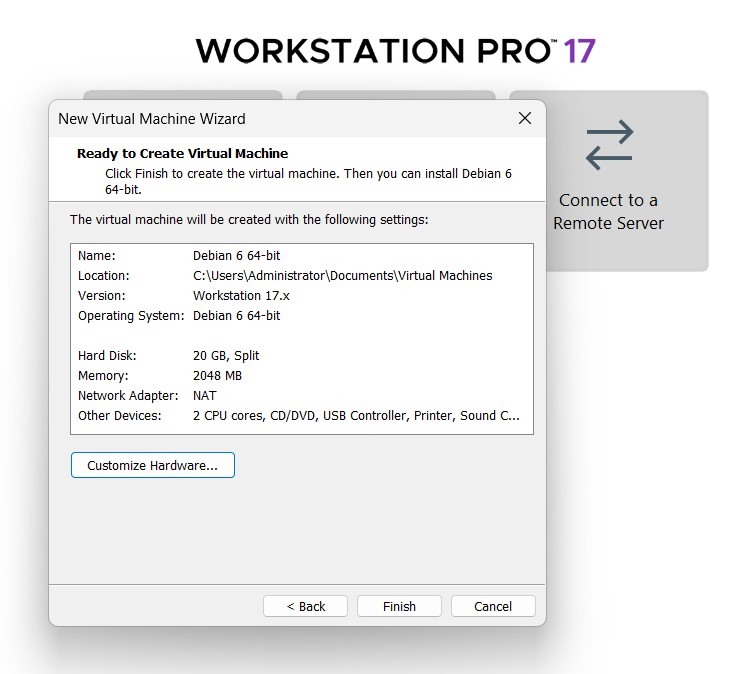 WORKSTATION PRO™ 17
New Virtual Machine Wizard
Ready to Create Virtual Machine
Click Finish to create the virtual machine. Then you can install Debian 6
64-bit.
The virtual machine will be created with the following settings:
Name: Debian 6 64-bit
Location: C:\Users\Administrator\Documents\Virtual Machines
Version: Workstation 17.x
Operating System: Debian 6 64-bit
Hard Disk: 20 GB, Split
Memory: 2048 MB
Network Adapter: NAT
Other Devices: 2 CPU cores, CD/DVD, USB Controller, Printer, Sound C...
Customize Hardware...
< Back Finish Cancel
Connect to a
Remote Server